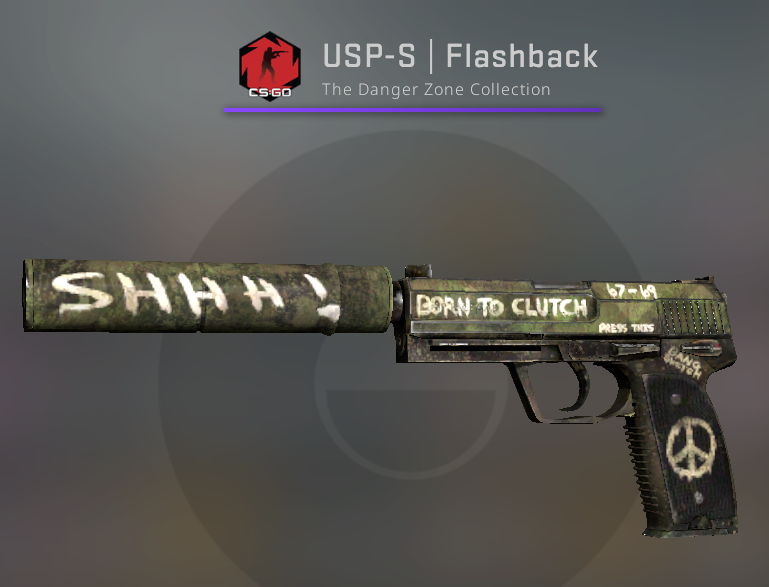 USP-S | Flashback
CS:GO
The Danger Zone Collection
SHHH!
BORN TO CLUTCH
67-69
PRESS THIS